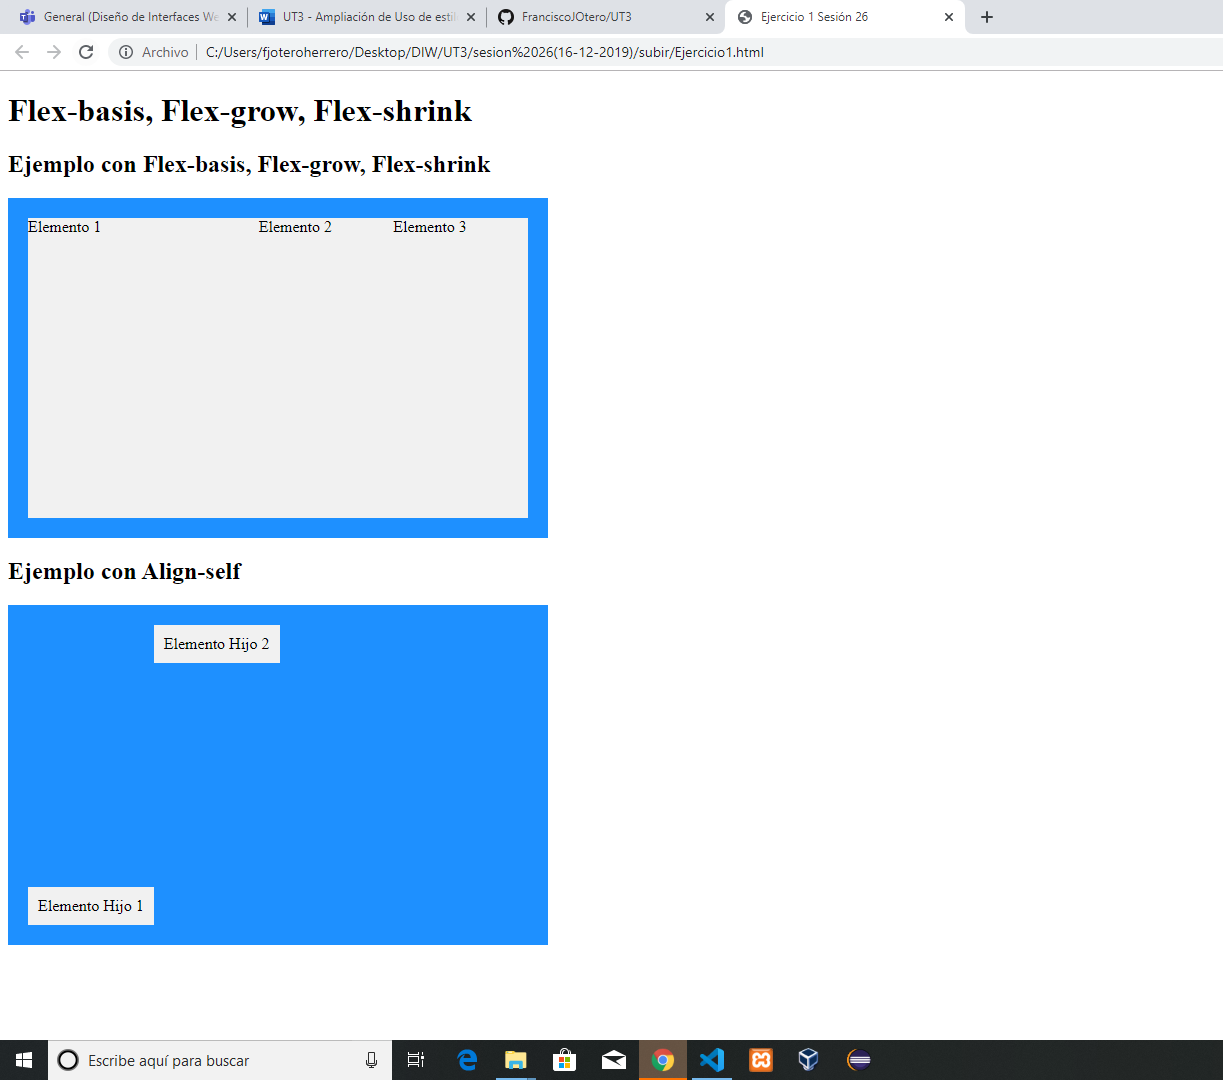 General (Diseño de Interfaces We
UT3 - Ampliación de Uso de estil
FranciscoJOtero/UT3
Ejercicio 1 Sesión 26
Archivo | C:/Users/fjoteroherrero/Desktop/DIW/UT3/sesion%2026(16-12-2019)/subir/Ejercicio1.html
Flex-basis, Flex-grow, Flex-shrink
Ejemplo con Flex-basis, Flex-grow, Flex-shrink
Elemento 1 Elemento 2 Elemento 3
Ejemplo con Align-self
Elemento Hijo 2
Elemento Hijo 1
Escribe aquí para buscar